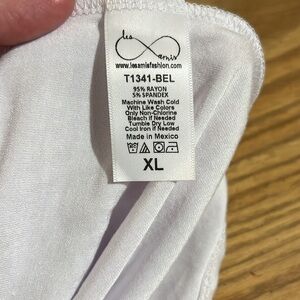 les
amis
www.lesamisfashion.com
T1341-BEL
95% RAYON
5% SPANDEX
Machine Wash Cold
With Like Colors
Only Non-Chlorine
Bleach if Needed
Tumble Dry Low
Cool Iron if Needed
Made in Mexico
XL